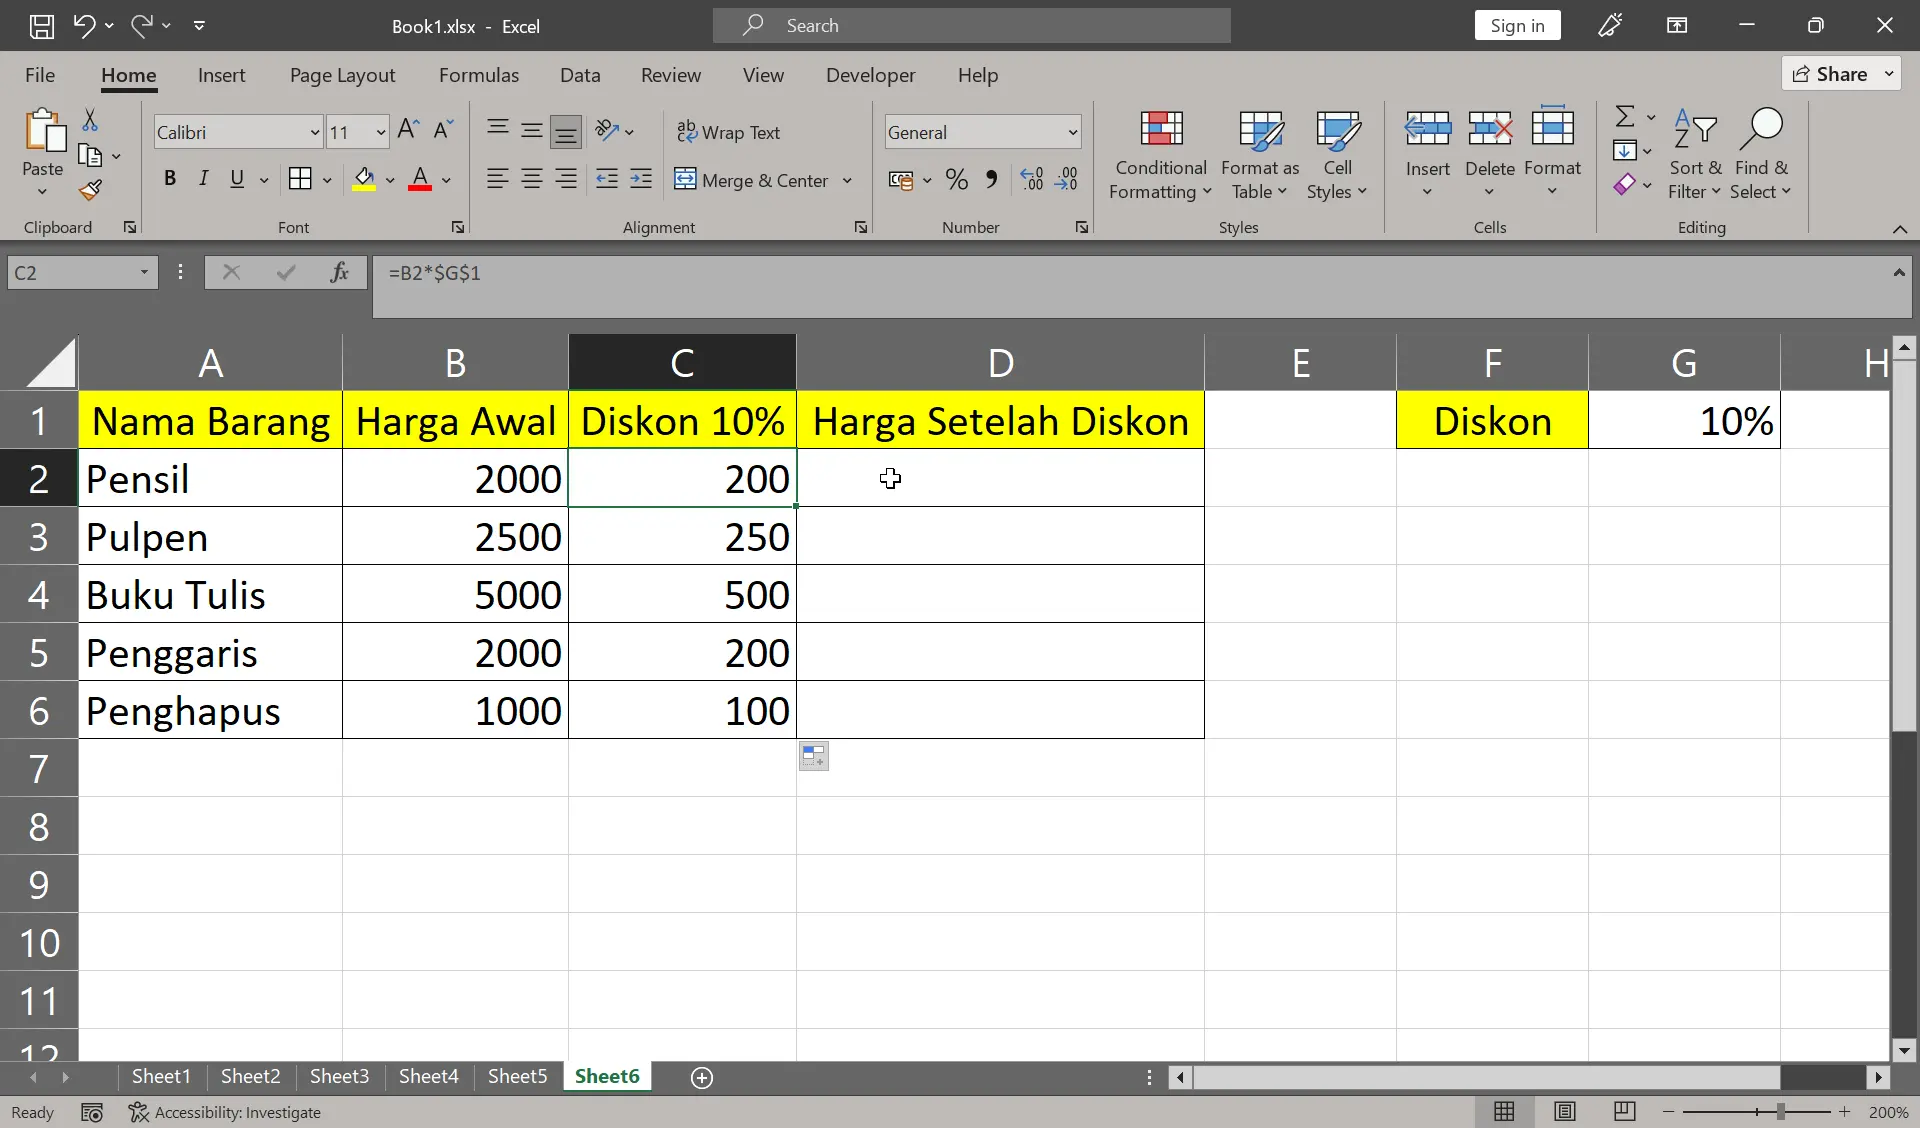 Book1.xlsx - Excel
Search
Sign in
File Home Insert Page Layout Formulas Data Review View Developer Help
Share
Paste
Calibri 11
B I U
Wrap Text
Merge & Center
General
Conditional Formatting
Format as Table
Cell Styles
Insert Delete Format
Sort & Filter
Find & Select
Clipboard Font Alignment Number Styles Cells Editing
C2 fx =B2*$G$1
A B C D E F G H
1 Nama Barang Harga Awal Diskon 10% Harga Setelah Diskon Diskon 10%
2 Pensil 2000 200
3 Pulpen 2500 250
4 Buku Tulis 5000 500
5 Penggaris 2000 200
6 Penghapus 1000 100
7
8
9
10
11
12
Sheet1 Sheet2 Sheet3 Sheet4 Sheet5 Sheet6
Ready Accessibility: Investigate 200%